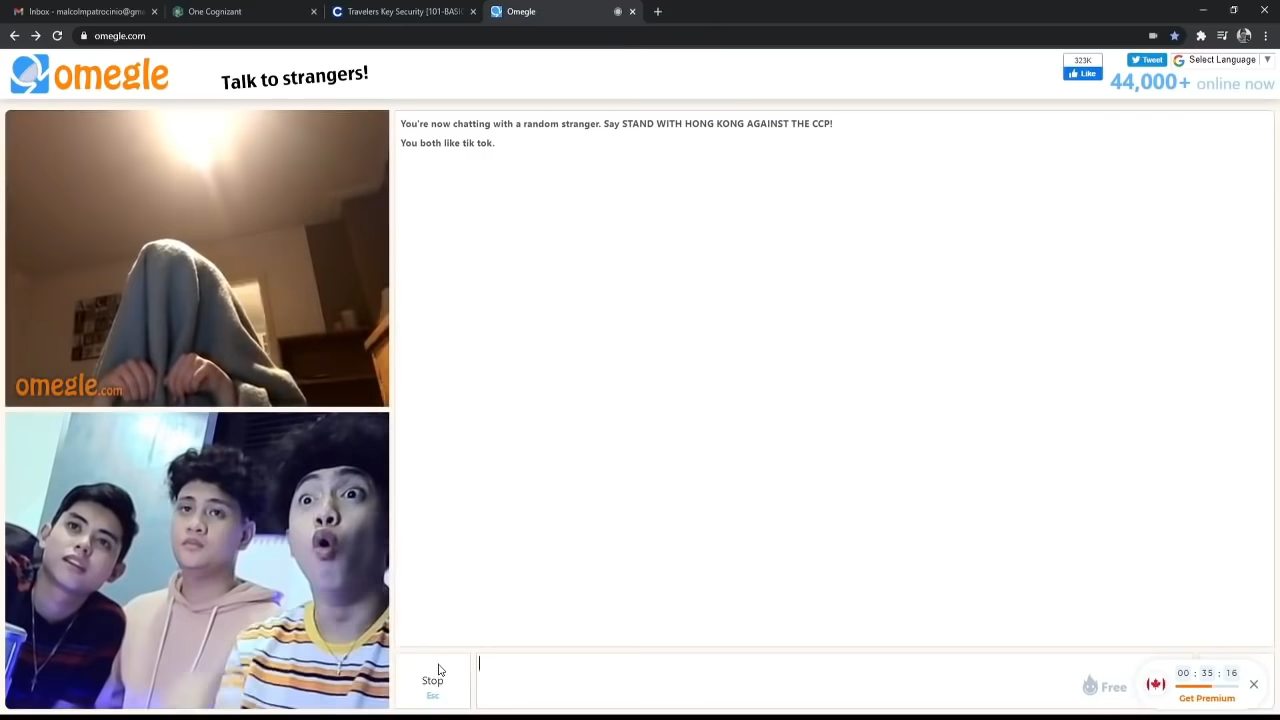 Inbox - malcolmpatrocinio@gm
One Cognizant
Travelers Key Security [101-BASI
Omegle
omegle.com
omegle
Talk to strangers!
323K
Like
Tweet
Select Language
44,000+ online now
You're now chatting with a random stranger. Say STAND WITH HONG KONG AGAINST THE CCP!
You both like tik tok.
omegle.com
Stop
Esc
Free
00 : 35 : 16
Get Premium